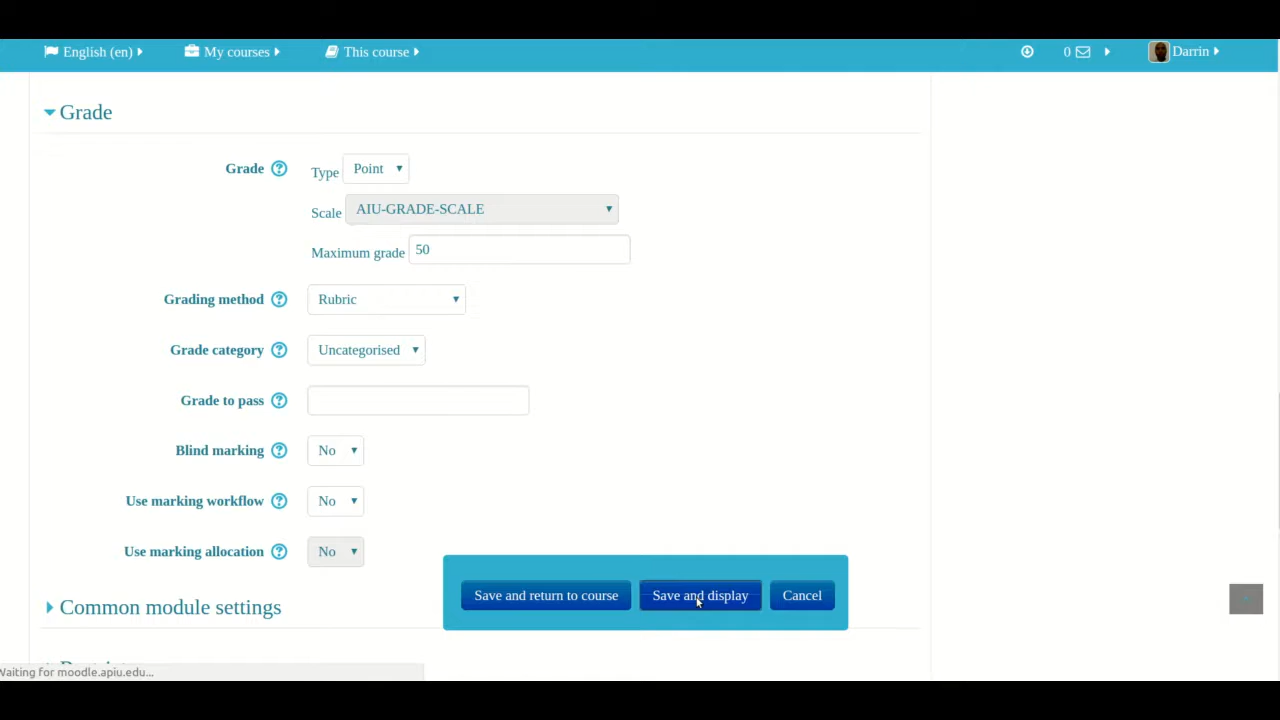 English (en) My courses This course 0 Darrin
Grade
Grade Type Point
Scale AIU-GRADE-SCALE
Maximum grade 50
Grading method Rubric
Grade category Uncategorised
Grade to pass
Blind marking No
Use marking workflow No
Use marking allocation No
Save and return to course Save and display Cancel
Common module settings
Waiting for moodle.apiu.edu...